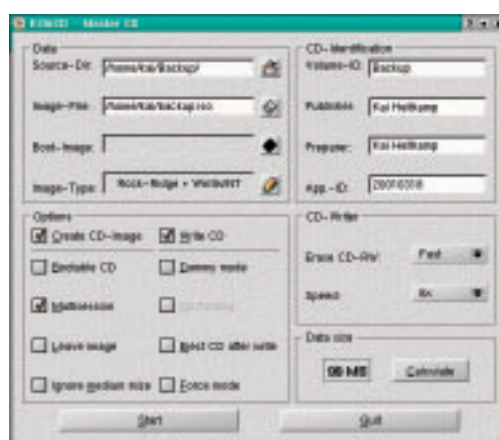 Master CD
Data
Source-Dir: /home/kai/Backup/
Image-File: /home/kai/backup.iso
Boot-Image:
Image-Type: Rock-Ridge + Win9x/NT
CD-Identification
Volume-ID: Backup
Publisher: Kai Heitkamp
Preparer: Kai Heitkamp
App.-ID: 20010318
Options
Create CD-Image
Write CD
Bootable CD
Dummy mode
Multisession
Leave image
Eject CD after write
Ignore medium size
Force mode
CD-Writer
Erase CD-RW: Fast
Speed: 8x
Data size
MB
Calculate
Start
Quit